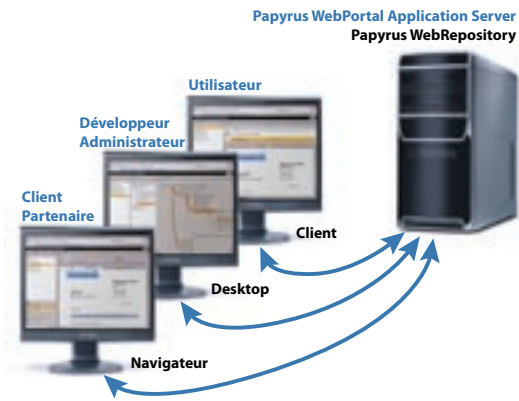 Papyrus WebPortal Application Server
Papyrus WebRepository
Utilisateur
Développeur
Administrateur
Client
Partenaire
Client
Desktop
Navigateur